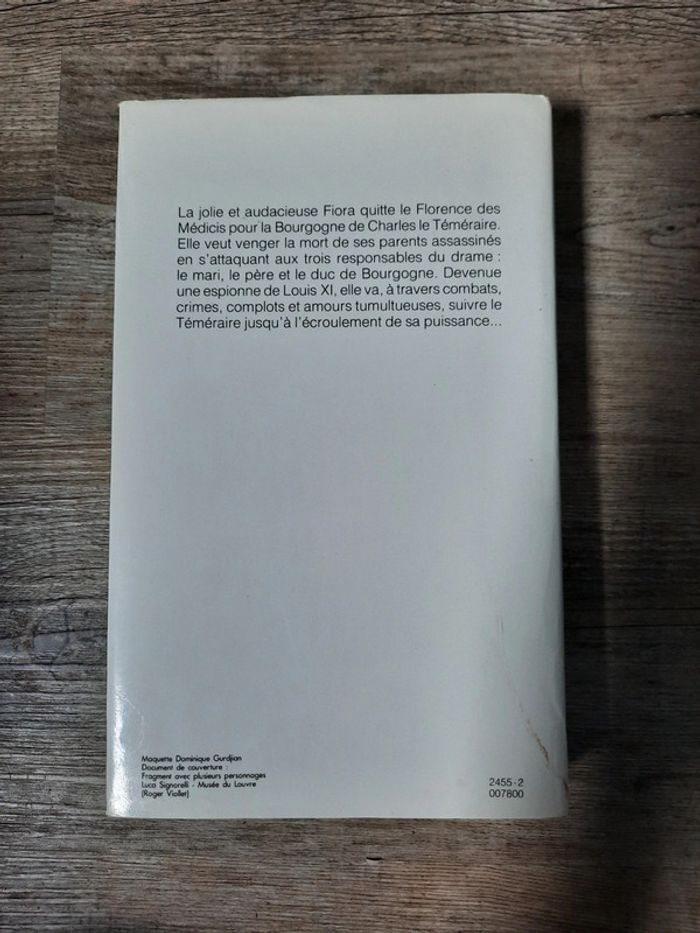 La jolie et audacieuse Fiora quitte le Florence des
Médicis pour la Bourgogne de Charles le Téméraire.
Elle veut venger la mort de ses parents assassinés
en s'attaquant aux trois responsables du drame :
le mari, le père et le duc de Bourgogne. Devenue
une espionne de Louis XI, elle va, à travers combats,
crimes, complots et amours tumultueuses, suivre le
Téméraire jusqu'à l'écroulement de sa puissance...
Maquette Dominique Gurdjian
Document de couverture :
Fragment avec plusieurs personnages
Luca Signorelli - Musée du Louvre
(Roger Viollet)
2455-2
007800